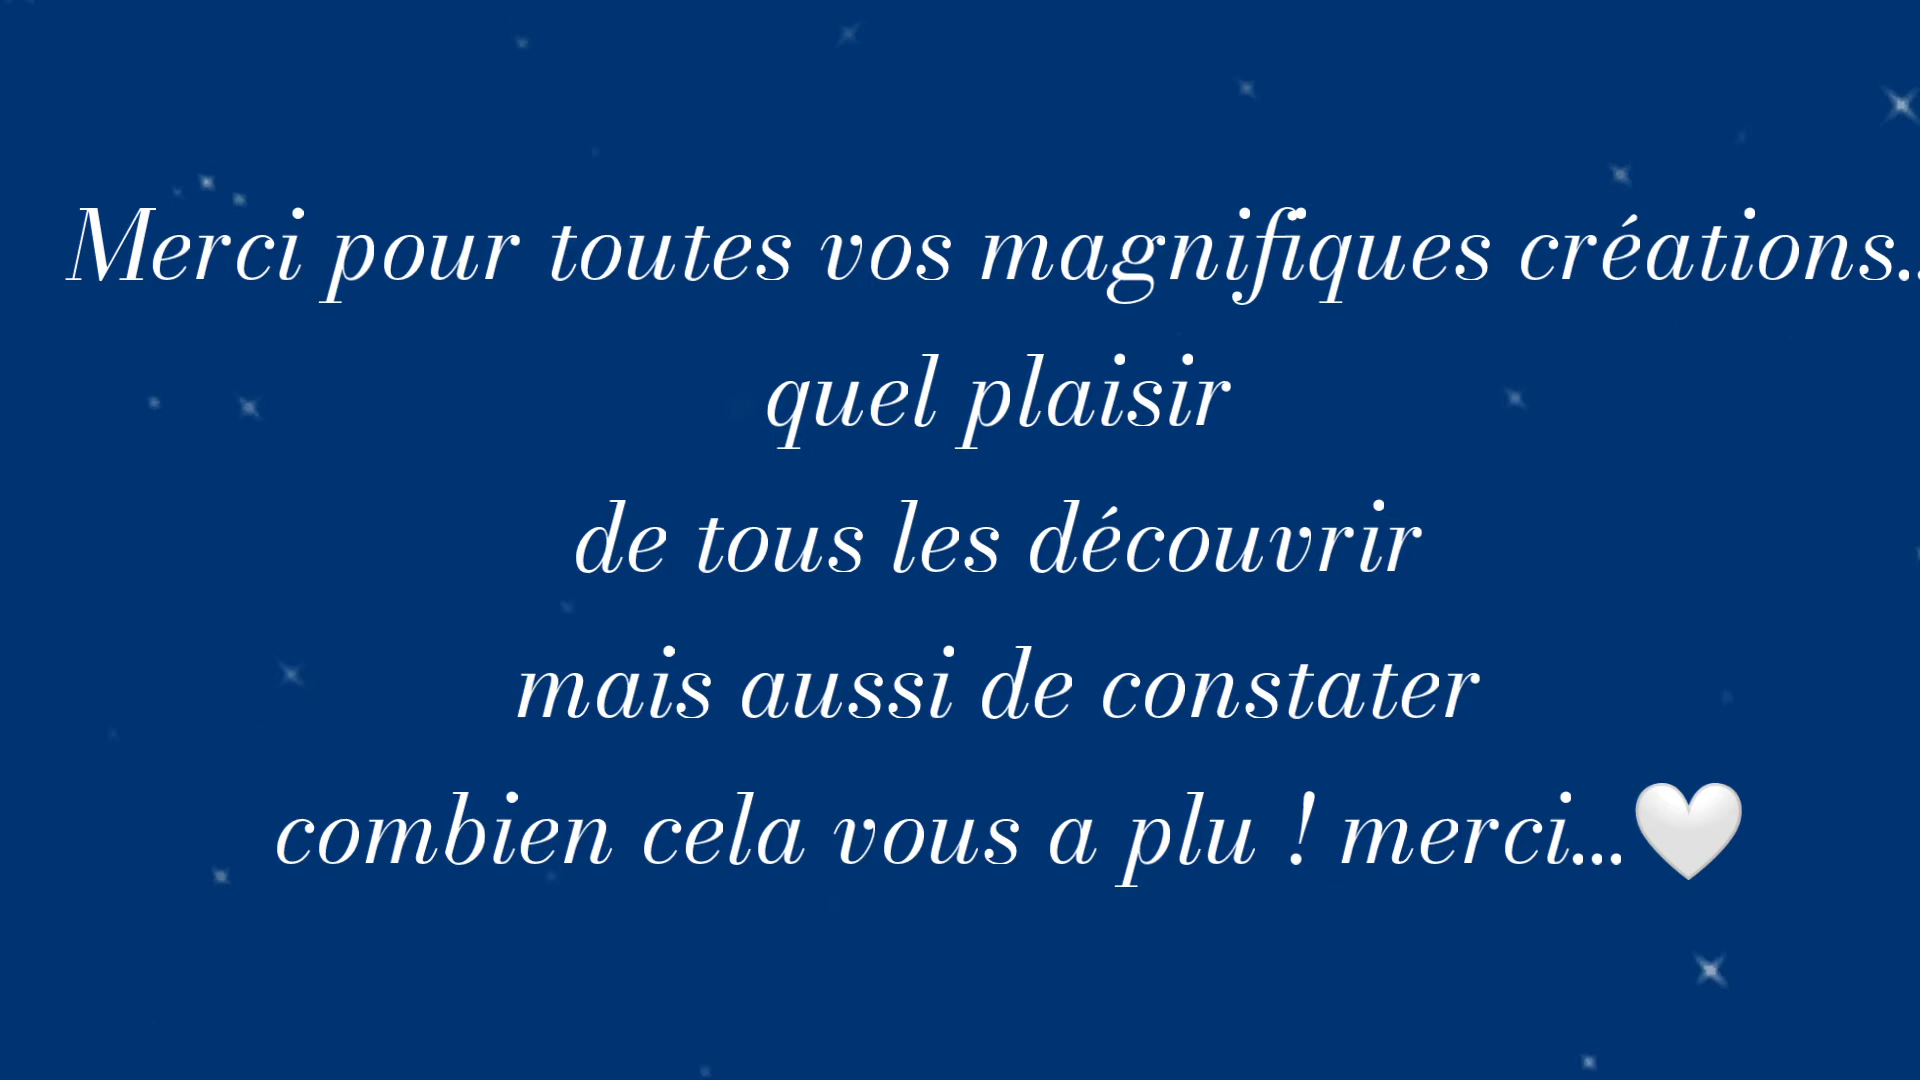 Merci pour toutes vos magnifiques créations..
quel plaisir
de tous les découvrir
mais aussi de constater
combien cela vous a plu ! merci...🤍